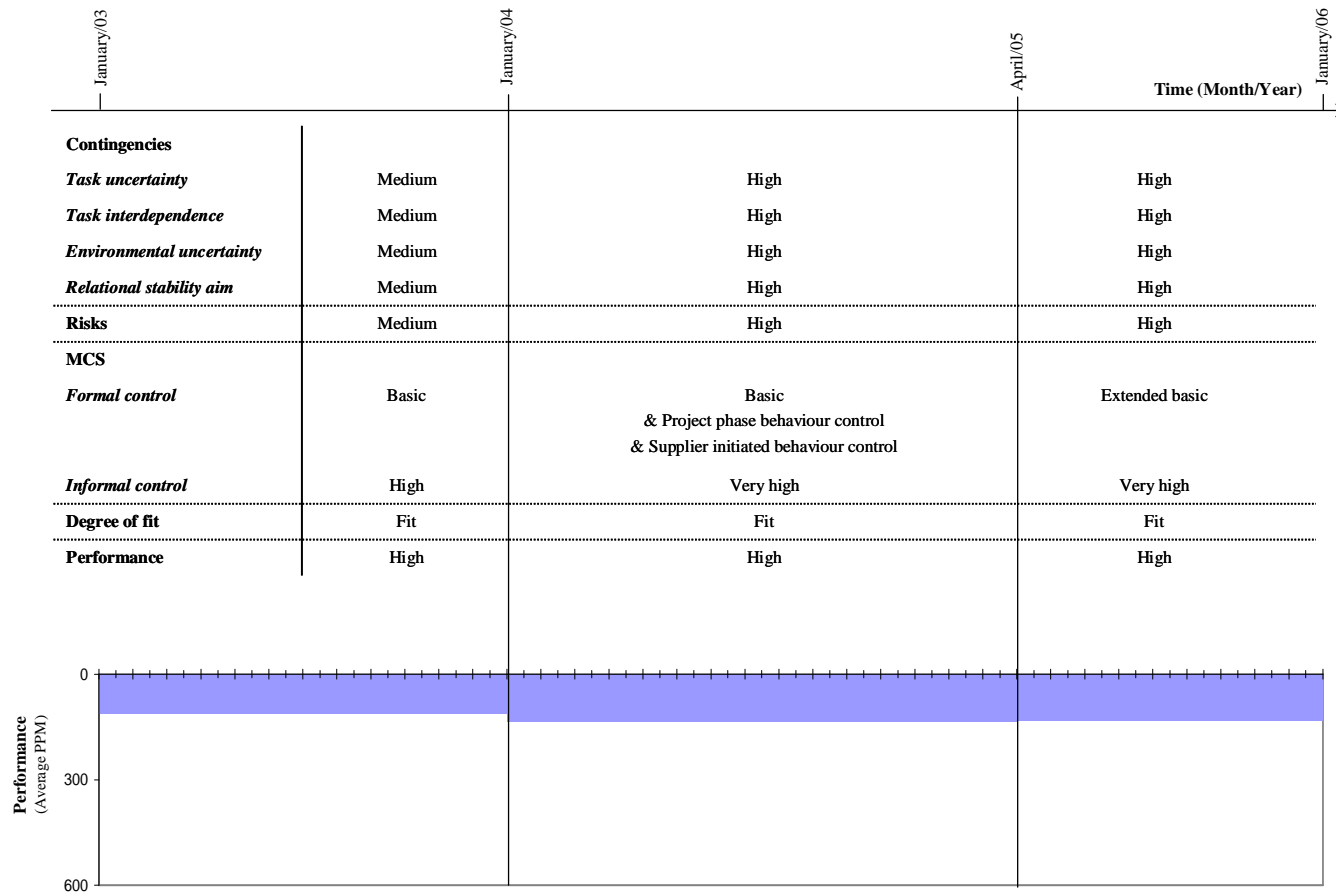 January/03
January/04
April/05
January/06
Time (Month/Year)
Contingencies
Task uncertainty Medium High High
Task interdependence Medium High High
Environmental uncertainty Medium High High
Relational stability aim Medium High High
Risks Medium High High
MCS
Formal control Basic Basic Extended basic
& Project phase behaviour control
& Supplier initiated behaviour control
Informal control High Very high Very high
Degree of fit Fit Fit Fit
Performance High High High
Performance
(Average PPM)
0
300
600